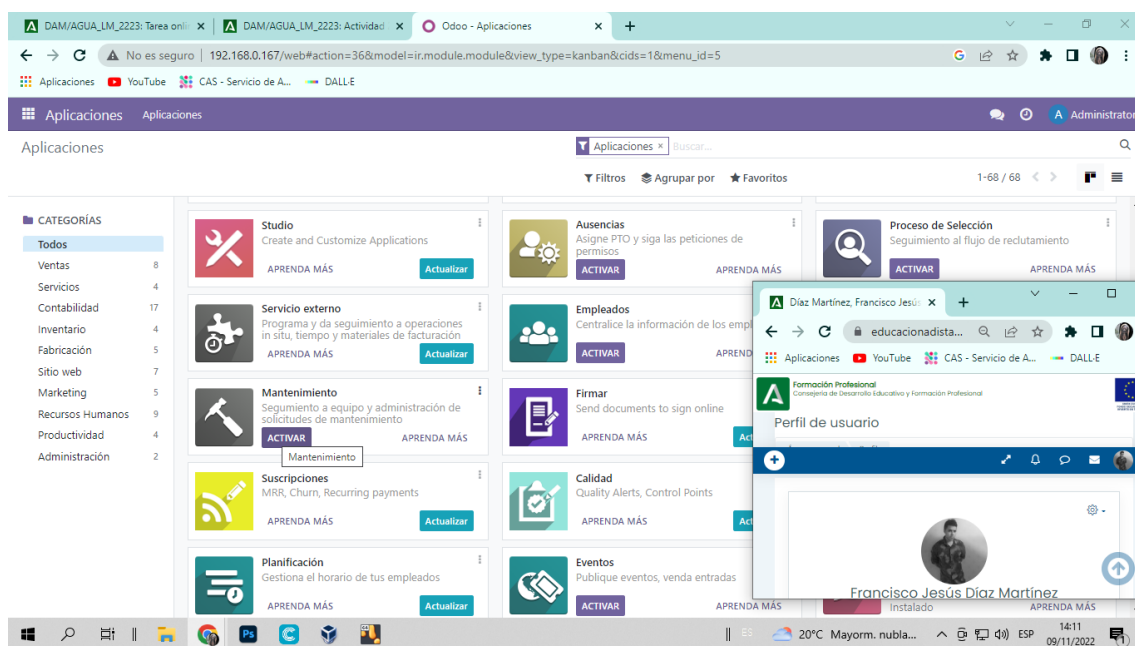 DAM/AGUA_LM_2223: Tarea onlin
DAM/AGUA_LM_2223: Actividad
Odoo - Aplicaciones
No es seguro | 192.168.0.167/web#action=36&model=ir.module.module&view_type=kanban&cids=1&menu_id=5
Aplicaciones YouTube CAS - Servicio de A... DALL·E
Aplicaciones Aplicaciones
A Administrator
Aplicaciones
Aplicaciones × Buscar...
Filtros Agrupar por Favoritos
1-68 / 68
CATEGORÍAS
Todos
Ventas 8
Servicios 4
Contabilidad 17
Inventario 4
Fabricación 5
Sitio web 7
Marketing 5
Recursos Humanos 9
Productividad 4
Administración 2
Studio
Create and Customize Applications
APRENDA MÁS Actualizar
Ausencias
Asigne PTO y siga las peticiones de
permisos
ACTIVAR APRENDA MÁS
Proceso de Selección
Seguimiento al flujo de reclutamiento
ACTIVAR APRENDA MÁS
Servicio externo
Programa y da seguimiento a operaciones
in situ, tiempo y materiales de facturación
APRENDA MÁS Actualizar
Empleados
Centralice la información de los empl
ACTIVAR APREND
Mantenimiento
Segumiento a equipo y administración de
solicitudes de mantenimiento
ACTIVAR APRENDA MÁS
Mantenimiento
Firmar
Send documents to sign online
APRENDA MÁS Act
Suscripciones
MRR, Churn, Recurring payments
APRENDA MÁS Actualizar
Calidad
Quality Alerts, Control Points
APRENDA MÁS Act
Planificación
Gestiona el horario de tus empleados
APRENDA MÁS Actualizar
Eventos
Publique eventos, venda entradas
ACTIVAR APRENDA MÁS
Instalado APRENDA MÁS
Díaz Martínez, Francisco Jesús
educacionadista...
Aplicaciones YouTube CAS - Servicio de A... DALL·E
Formación Profesional
Consejería de Desarrollo Educativo y Formación Profesional
Perfil de usuario
Francisco Jesús Díaz Martínez
Ps
ES
20°C Mayorm. nubla...
ESP
14:11
09/11/2022